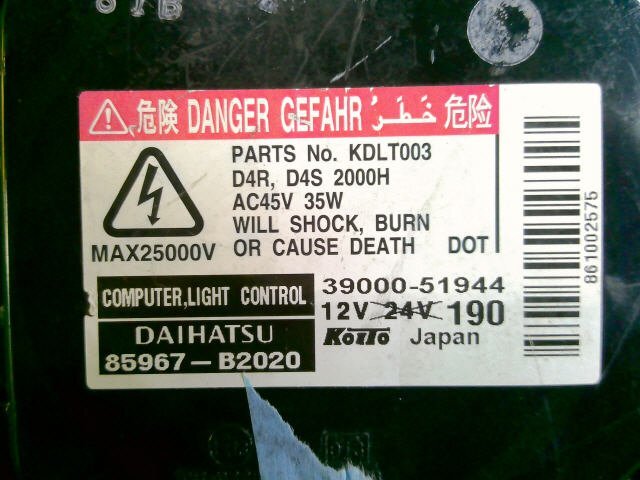 危険 DANGER GEFAHR خَطَرُ 危险
PARTS No. KDLT003
D4R, D4S 2000H
AC45V 35W
WILL SHOCK, BURN
OR CAUSE DEATH DOT
MAX25000V
861002575
COMPUTER,LIGHT CONTROL
39000-51944
12V 24V 190
DAIHATSU
85967-B2020
KOITO Japan